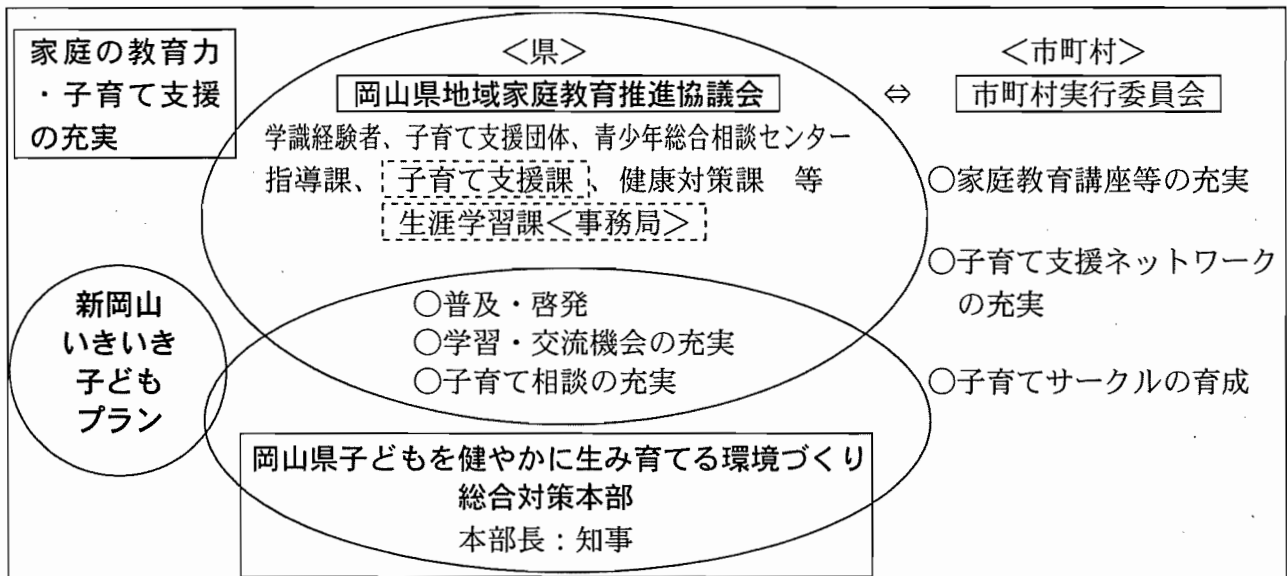 家庭の教育力
・子育て支援
の充実
<県>
岡山県地域家庭教育推進協議会
学識経験者、子育て支援団体、青少年総合相談センター
指導課、子育て支援課、健康対策課 等
生涯学習課<事務局>
⇔
<市町村>
市町村実行委員会
○家庭教育講座等の充実
○子育て支援ネットワーク
の充実
○子育てサークルの育成
新岡山
いきいき
子ども
プラン
○普及・啓発
○学習・交流機会の充実
○子育て相談の充実
岡山県子どもを健やかに生み育てる環境づくり
総合対策本部
本部長：知事